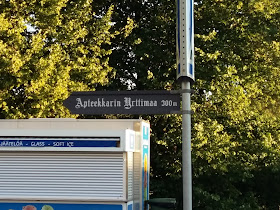 Apteekkarin Yrttimaa 300 m
JÄÄTELÖÄ - GLASS - SOFT ICE